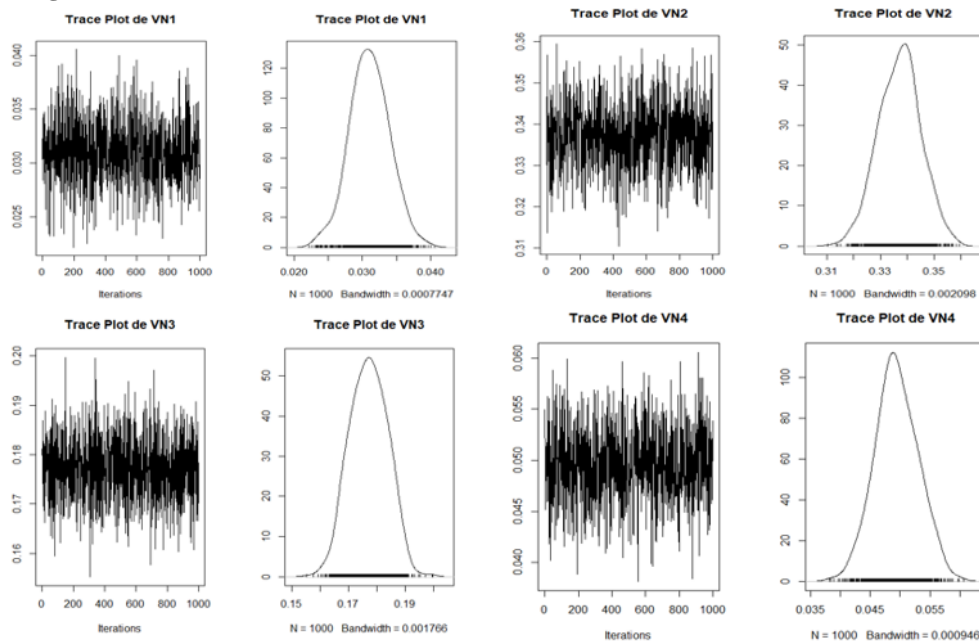 Trace Plot de VN1
0.040
0.035
0.030
0.025
0 200 400 600 800 1000
Iterations
Trace Plot de VN1
120
100
80
60
40
20
0
0.020 0.030 0.040
N = 1000 Bandwidth = 0.0007747
Trace Plot de VN2
0.36
0.35
0.34
0.33
0.32
0.31
0 200 400 600 800 1000
Iterations
Trace Plot de VN2
50
40
30
20
10
0
0.31 0.33 0.35
N = 1000 Bandwidth = 0.002098
Trace Plot de VN3
0.20
0.19
0.18
0.17
0.16
0 200 400 600 800 1000
Iterations
Trace Plot de VN3
50
40
30
20
10
0
0.15 0.17 0.19
N = 1000 Bandwidth = 0.001766
Trace Plot de VN4
0.060
0.055
0.050
0.045
0.040
0 200 400 600 800 1000
Iterations
Trace Plot de VN4
100
80
60
40
20
0
0.035 0.045 0.055
N = 1000 Bandwidth = 0.000946